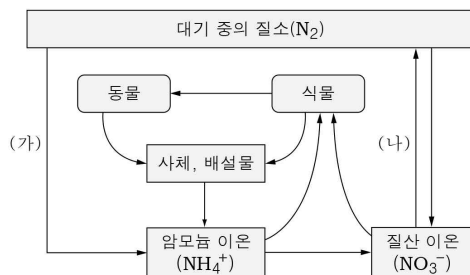 대기 중의 질소(N₂)
동물
식물
(가)
(나)
사체, 배설물
암모늄 이온
(NH₄⁺)
질산 이온
(NO₃⁻)